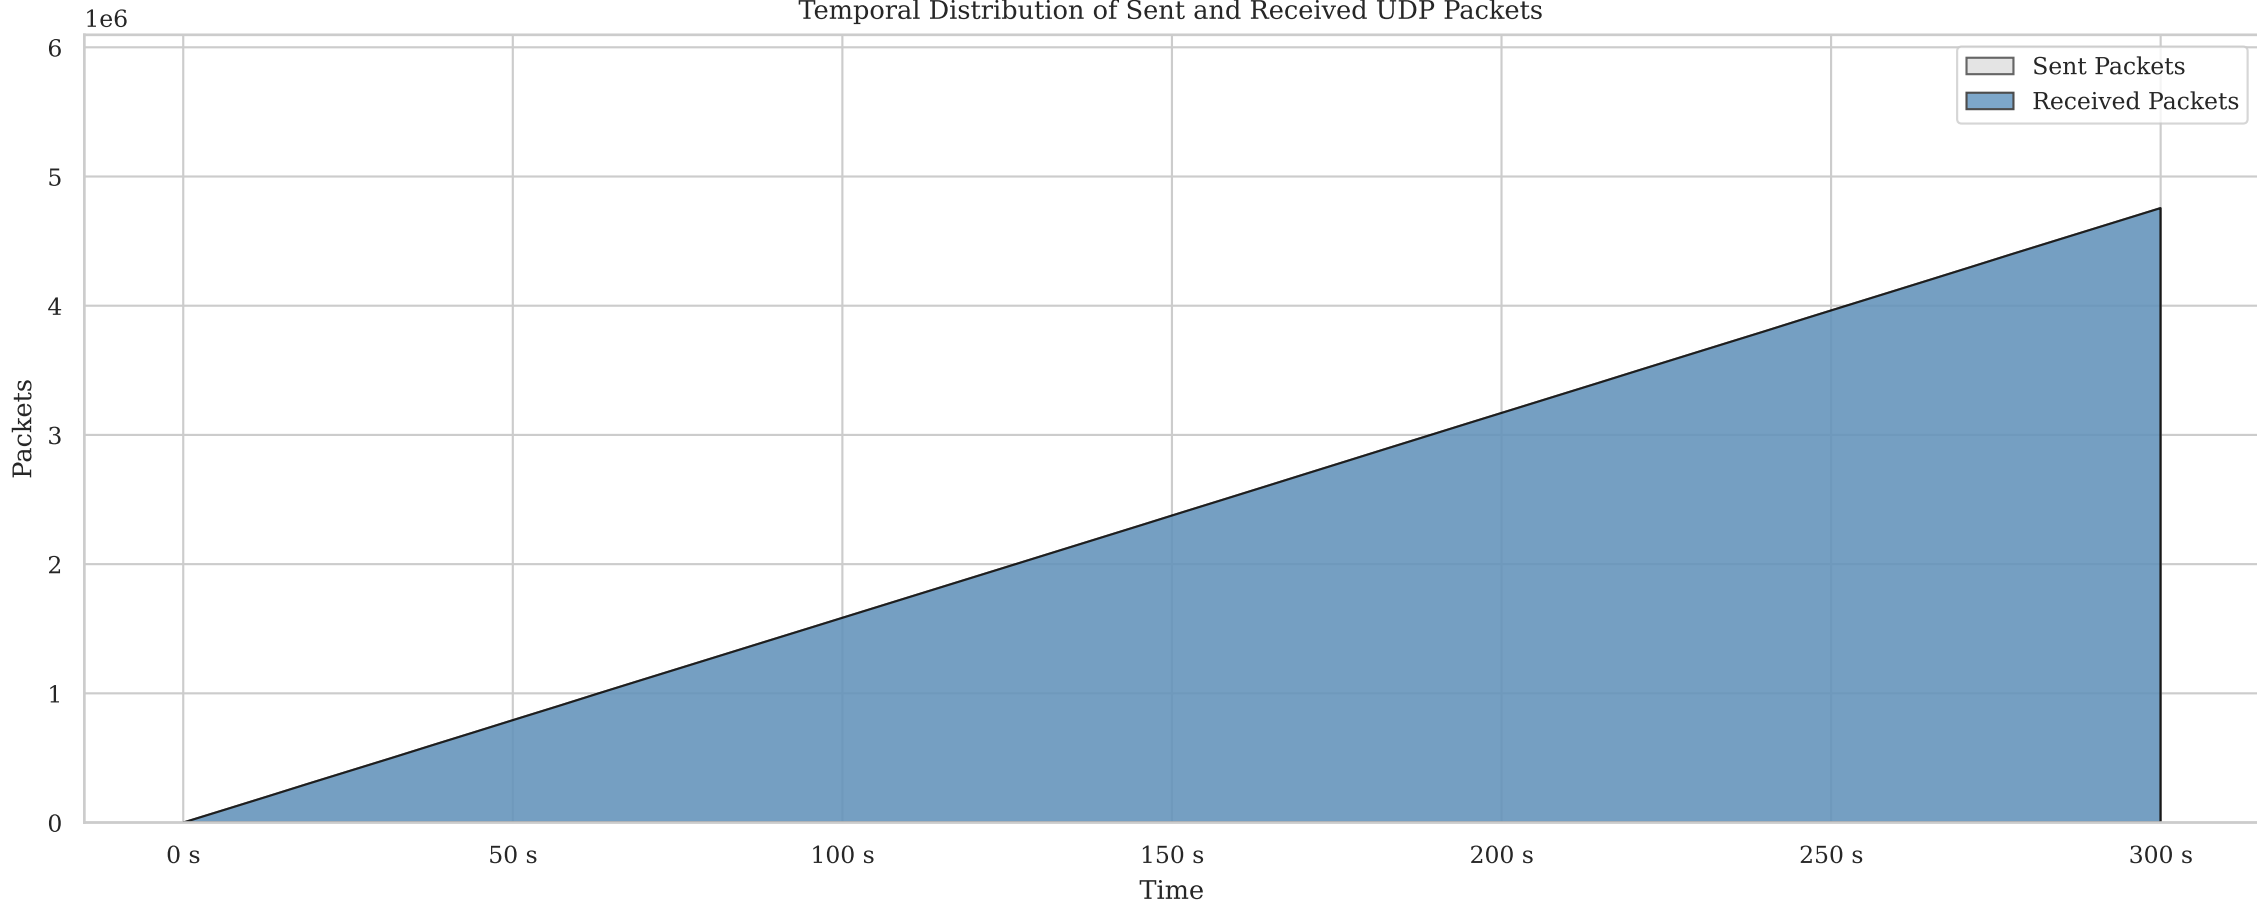 Temporal Distribution of Sent and Received UDP Packets
1e6
6
5
4
3
2
1
0
Packets
Sent Packets
Received Packets
0 s
50 s
100 s
150 s
200 s
250 s
300 s
Time